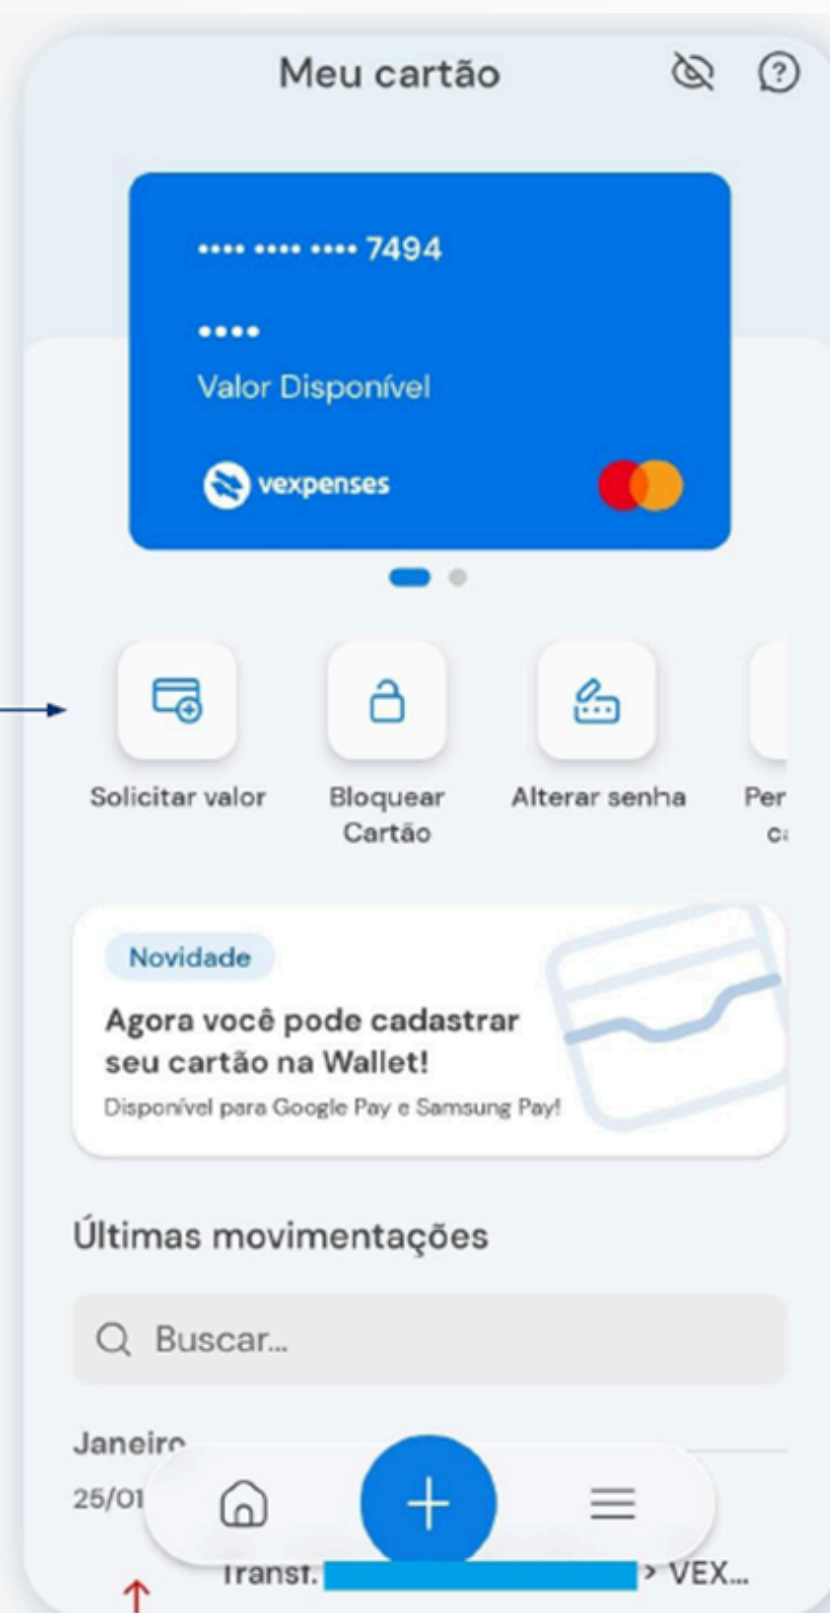 Meu cartão
•••• •••• •••• 7494
••••
Valor Disponível
vexpenses
Solicitar valor
Bloquear
Cartão
Alterar senha
Novidade
Agora você pode cadastrar
seu cartão na Wallet!
Disponível para Google Pay e Samsung Pay!
Últimas movimentações
Buscar...
Janeiro
25/01
Transf. > VEX...